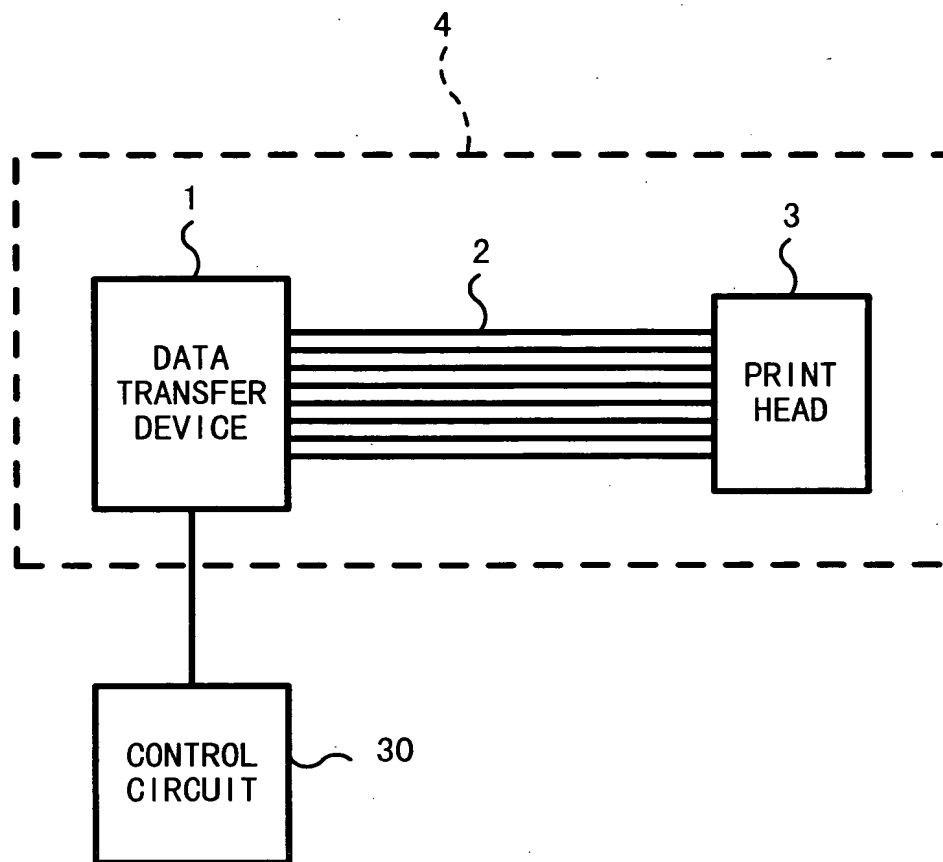 4
1
2
3
DATA
TRANSFER
DEVICE
PRINT
HEAD
CONTROL
CIRCUIT
30